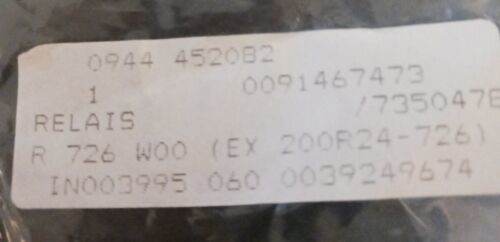 0944 452082
1 0091467473
/735047E
RELAIS
R 726 W00 (EX 200R24-726)
IN003995 060 0039249674